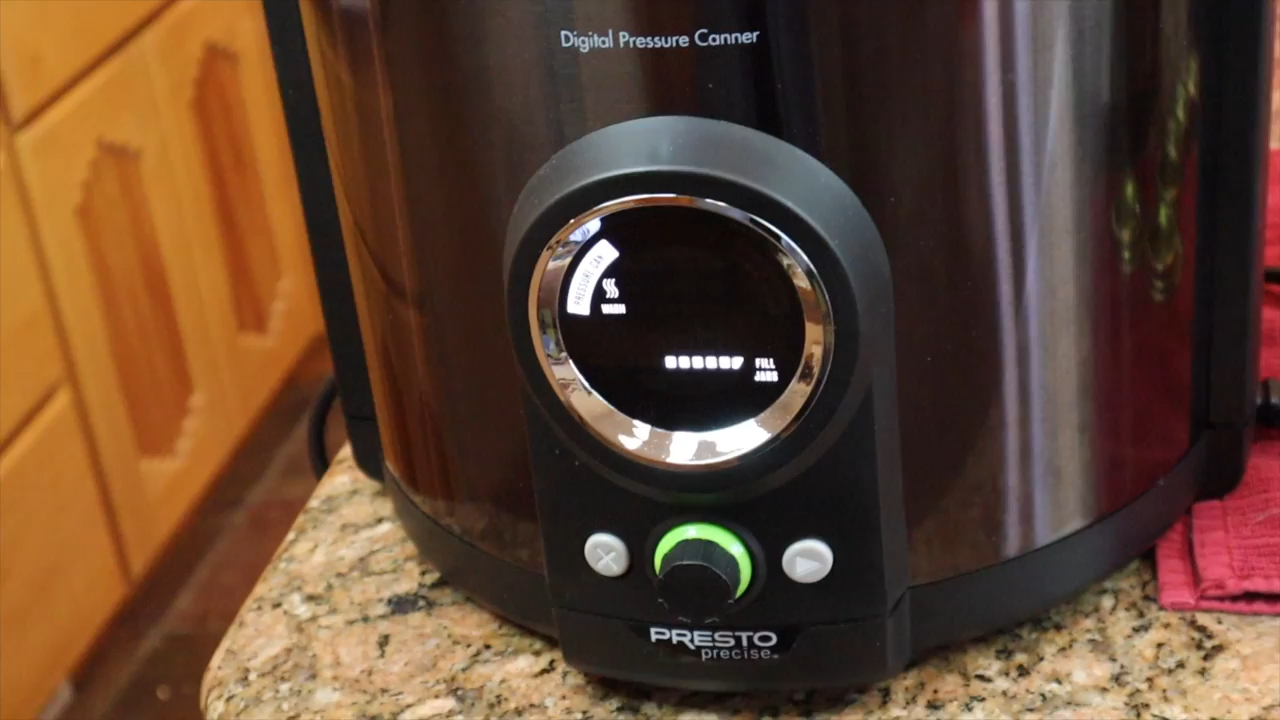 Digital Pressure Canner
PRESSURE CAN
WARM
FILL
JARS
PRESTO
precise